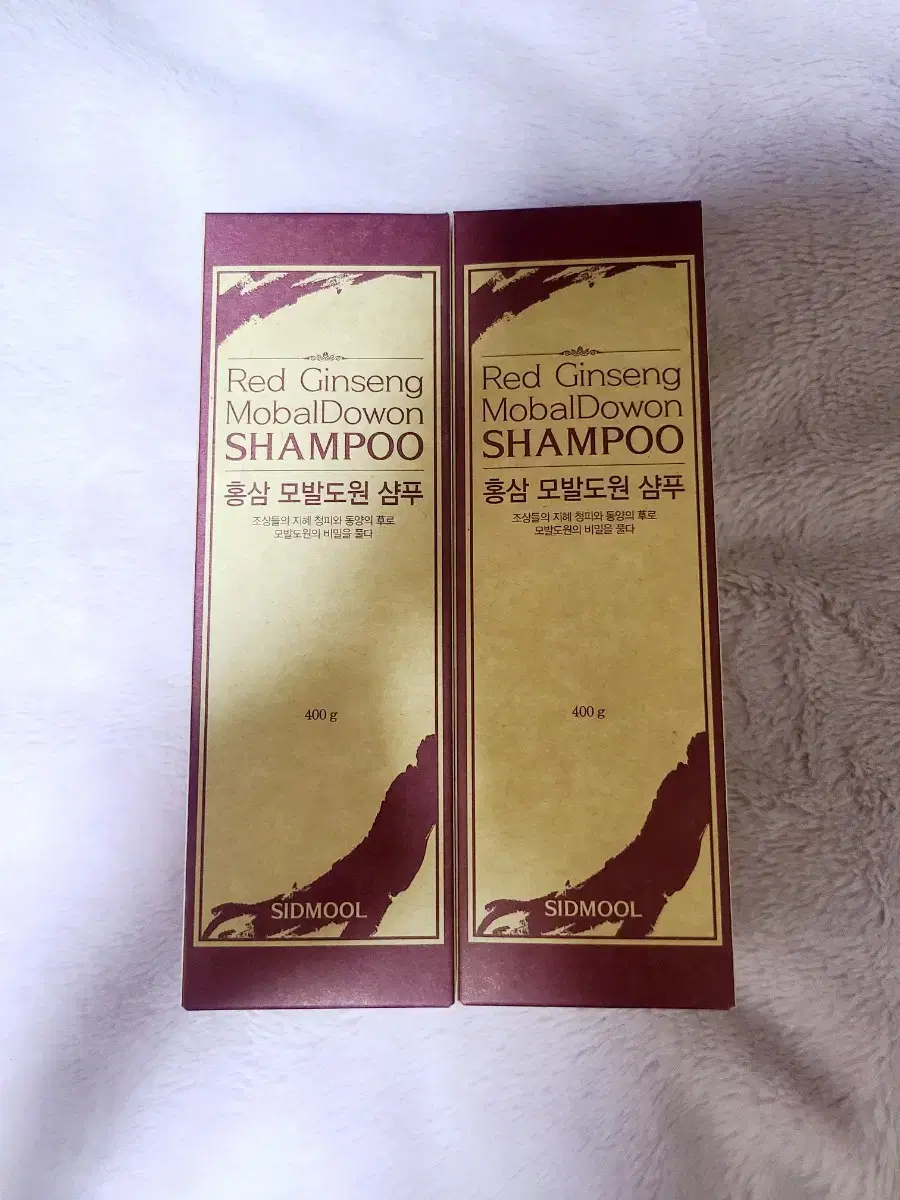 Red Ginseng
MobalDowon
SHAMPOO
홍삼 모발도원 샴푸
조상들의 지혜 청피와 동양의 草로
모발도원의 비밀을 풀다
400 g
SIDMOOL
Red Ginseng
MobalDowon
SHAMPOO
홍삼 모발도원 샴푸
조상들의 지혜 청피와 동양의 草로
모발도원의 비밀을 풀다
400 g
SIDMOOL